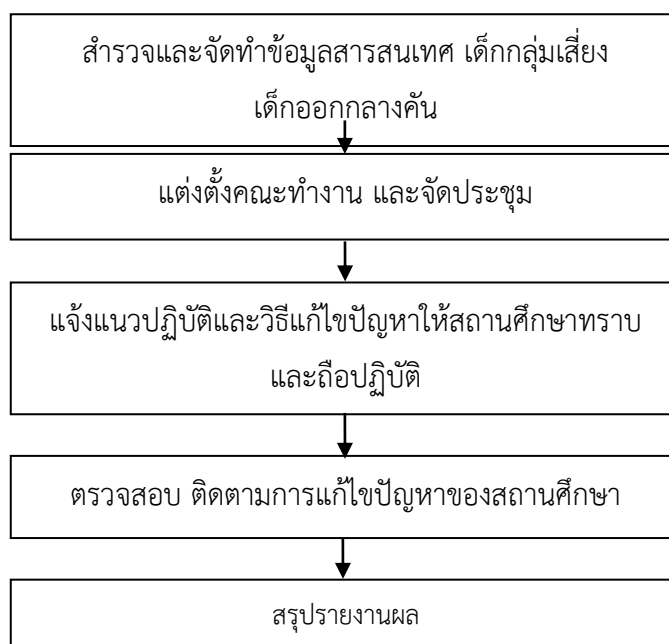 สำรวจและจัดทำข้อมูลสารสนเทศ เด็กกลุ่มเสี่ยง
เด็กออกกลางคัน
แต่งตั้งคณะทำงาน และจัดประชุม
แจ้งแนวปฏิบัติและวิธีแก้ไขปัญหาให้สถานศึกษาทราบ
และถือปฏิบัติ
ตรวจสอบ ติดตามการแก้ไขปัญหาของสถานศึกษา
สรุปรายงานผล